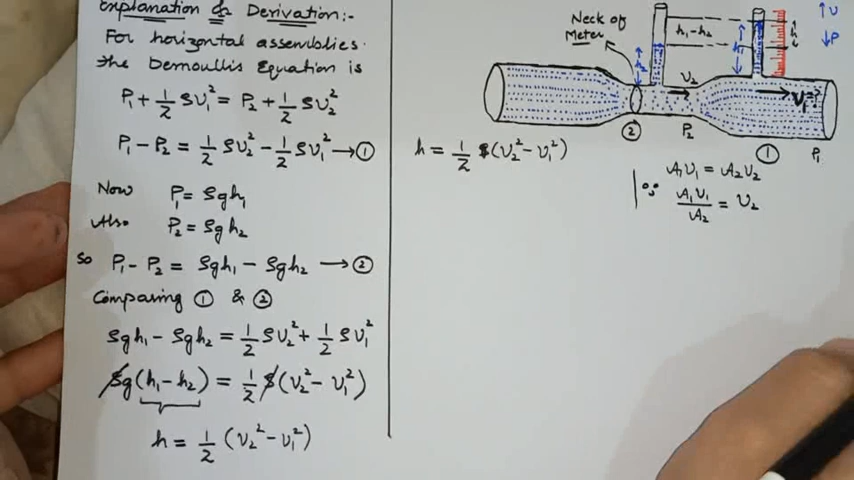 Explanation & Derivation:-
For horizontal assemblies.
the Bernoullis Equation is
P₁ + 1/2 ρv₁² = P₂ + 1/2 ρv₂²
P₁ - P₂ = 1/2 ρv₂² - 1/2 ρv₁² → ①
Now P₁ = ρgh₁
Also P₂ = ρgh₂
So P₁ - P₂ = ρgh₁ - ρgh₂ → ②
Comparing ① & ②
ρgh₁ - ρgh₂ = 1/2 ρv₂² + 1/2 ρv₁²
ρg(h₁ - h₂) = 1/2 ρ(v₂² - v₁²)
h = 1/2 (v₂² - v₁²)
Neck of
Meter
h₁ - h₂
h₂
h₁
h
↑v
↓P
v₂
v₁ = ?
②
P₂
①
P₁
h = 1/2 (v₂² - v₁²)
∵ A₁v₁ = A₂v₂
A₁v₁/A₂ = v₂